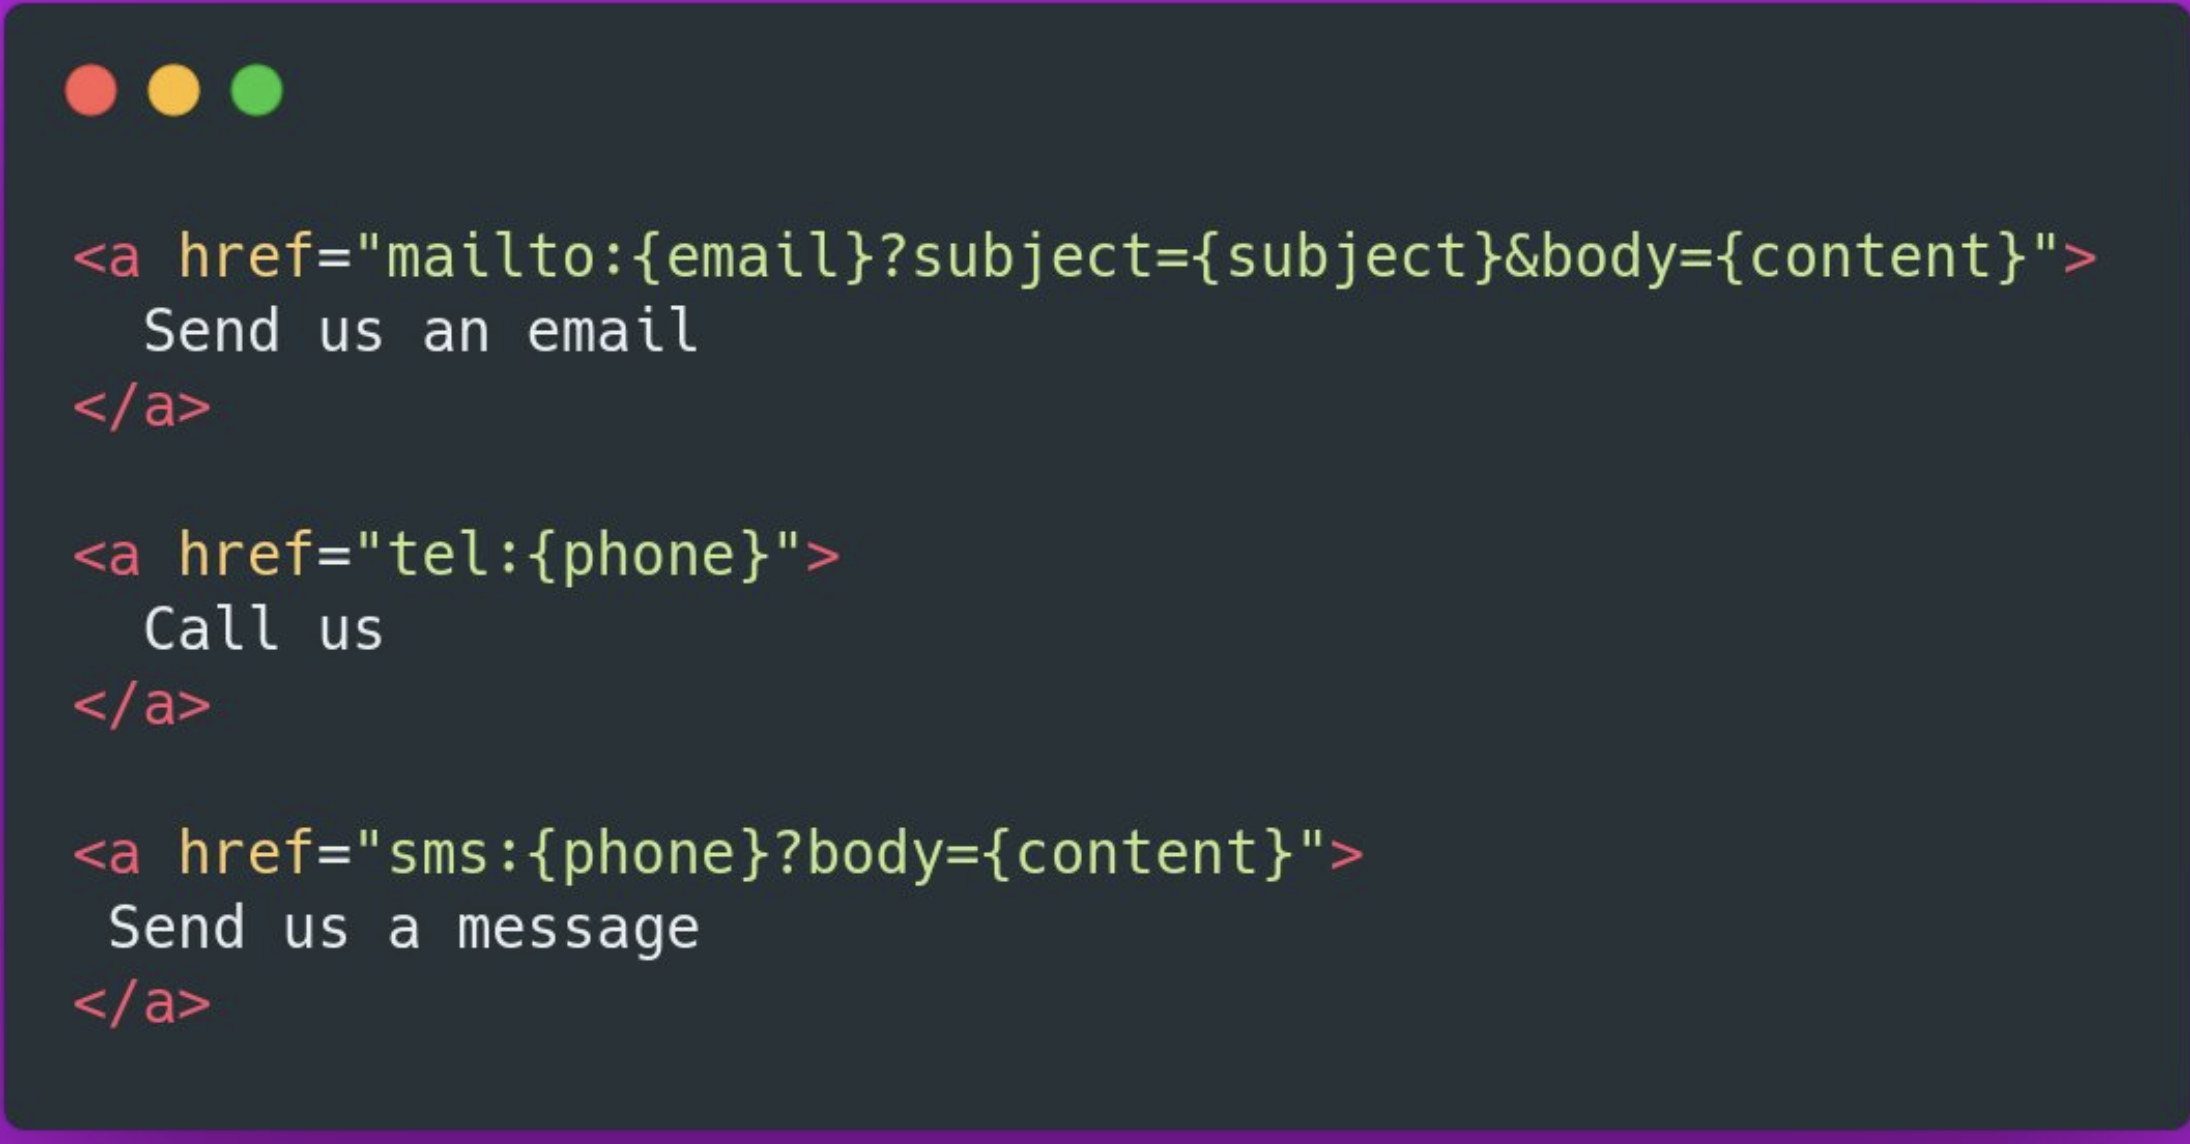 <a href="mailto:{email}?subject={subject}&body={content}">
  Send us an email
</a>

<a href="tel:{phone}">
  Call us
</a>

<a href="sms:{phone}?body={content}">
 Send us a message
</a>